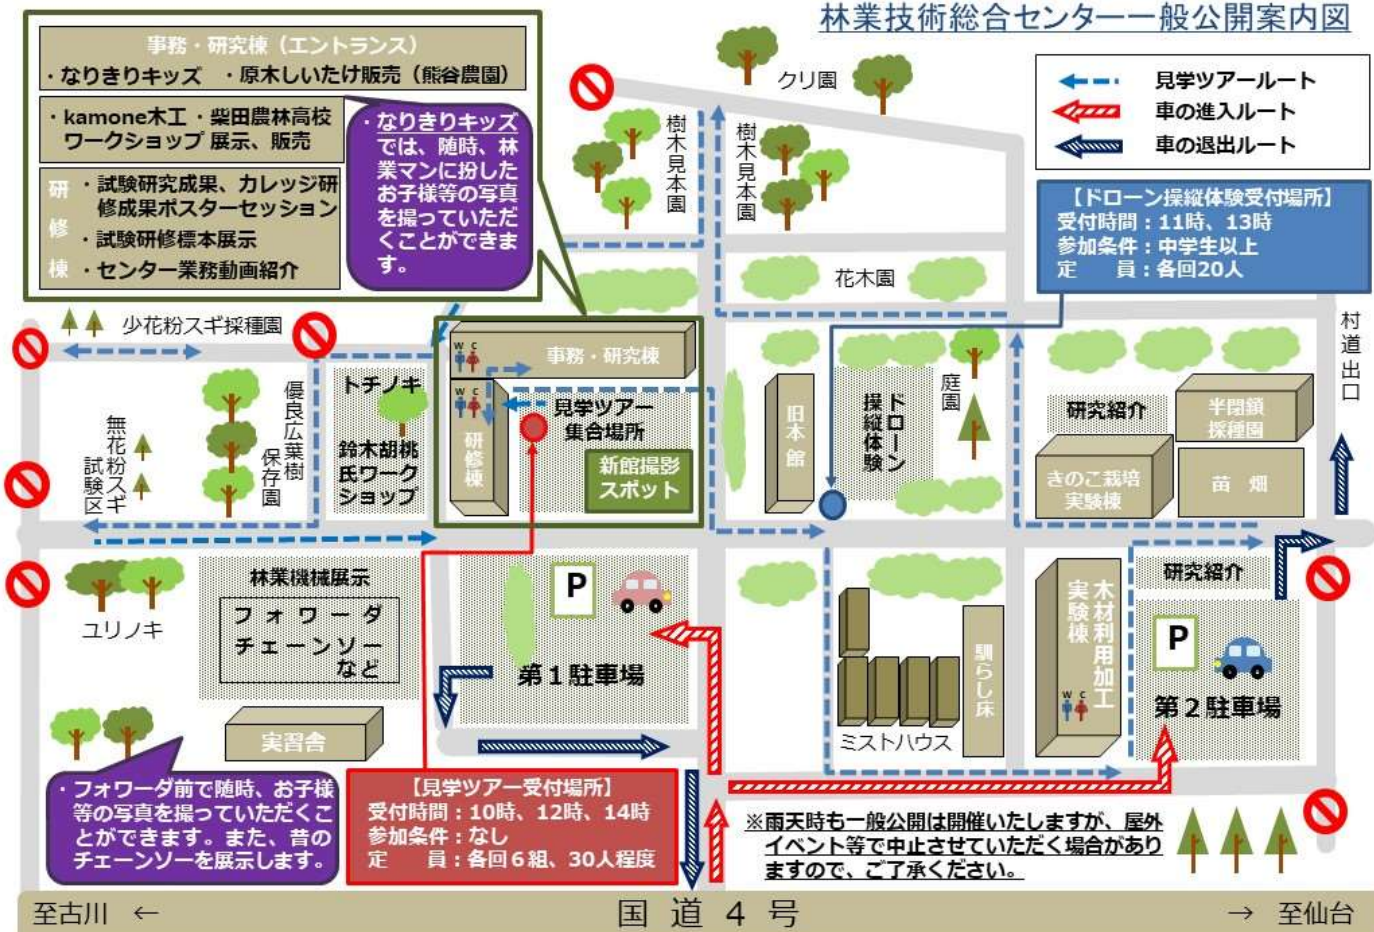 林業技術総合センター一般公開案内図
事務・研究棟（エントランス）
・なりきりキッズ　・原木しいたけ販売（熊谷農園）
・kamone木工・柴田農林高校
ワークショップ 展示、販売
研修棟
・試験研究成果、カレッジ研
修成果ポスターセッション
・試験研修標本展示
・センター業務動画紹介
・なりきりキッズ
では、随時、林
業マンに扮した
お子様等の写真
を撮っていただ
くことができま
す。
クリ園
樹木見本園
樹木見本園
見学ツアールート
車の進入ルート
車の退出ルート
【ドローン操縦体験受付場所】
受付時間：11時、13時
参加条件：中学生以上
定　　員：各回20人
花木園
少花粉スギ採種園
村道出口
W C
事務・研究棟
トチノキ
W C
見学ツアー
集合場所
研修棟
旧本館
ドローン
操縦体験
庭園
研究紹介
半閉鎖
採種園
優良広葉樹
保存園
無花粉スギ
試験区
鈴木胡桃
氏ワーク
ショップ
新館撮影
スポット
きのこ栽培
実験棟
苗　畑
林業機械展示
フォワーダ
チェーンソー
など
P
第１駐車場
ユリノキ
木材利用加工
実験棟
W C
研究紹介
P
第２駐車場
馴らし床
ミストハウス
実習舎
・フォワーダ前で随時、お子様
等の写真を撮っていただくこ
とができます。また、昔の
チェーンソーを展示します。
【見学ツアー受付場所】
受付時間：10時、12時、14時
参加条件：なし
定　　員：各回６組、30人程度
※雨天時も一般公開は開催いたしますが、屋外
イベント等で中止させていただく場合があり
ますので、ご了承ください。
至古川　←
国道４号
→　至仙台